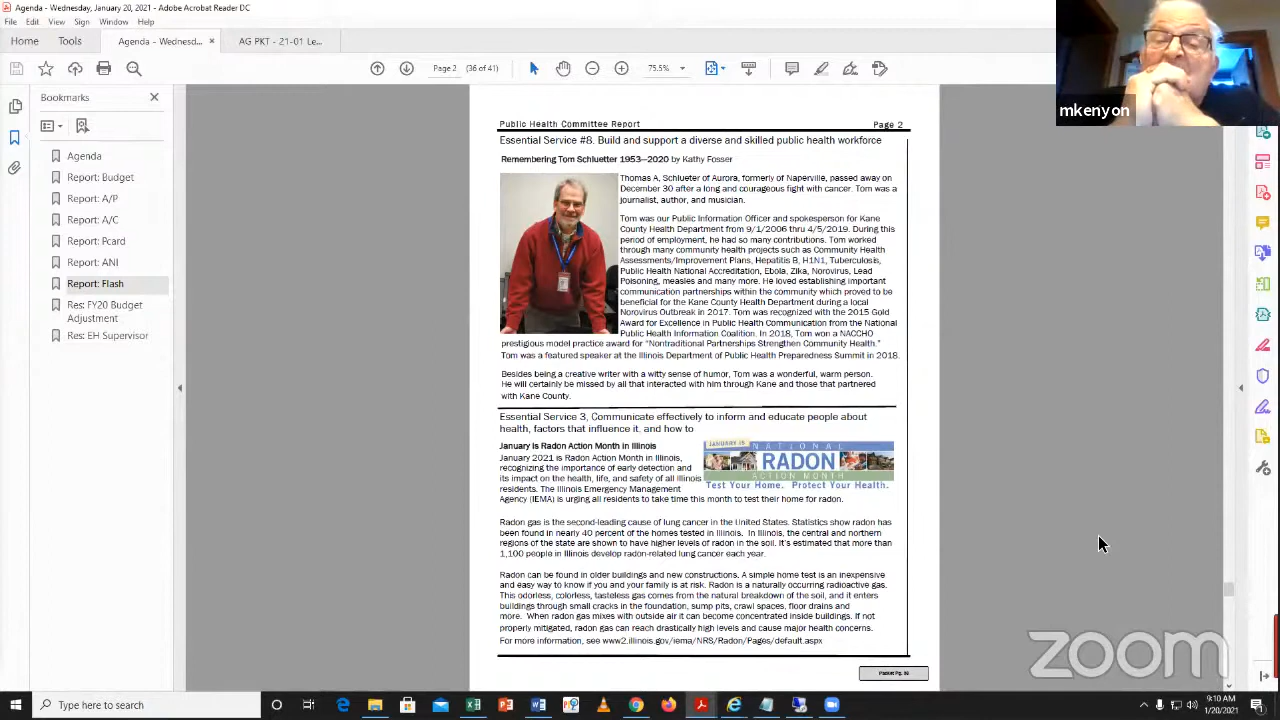 Agenda - Wednesday, January 20, 2021 - Adobe Acrobat Reader DC
File Edit View Sign Window Help
Home Tools Agenda - Wednesd... × AG PKT - 21-01 Le...
Page 2 (36 of 41) 75.5%
mkenyon
Bookmarks
Agenda
Report: Budget
Report: A/P
Report: A/C
Report: Pcard
Report: ANI
Report: Flash
Res: FY20 Budget
Adjustment
Res: EH Supervisor
Public Health Committee Report Page 2
Essential Service #8. Build and support a diverse and skilled public health workforce
Remembering Tom Schluetter 1953—2020 by Kathy Fosser
Thomas A, Schlueter of Aurora, formerly of Naperville, passed away on
December 30 after a long and courageous fight with cancer. Tom was a
journalist, author, and musician.
Tom was our Public Information Officer and spokesperson for Kane
County Health Department from 9/1/2006 thru 4/5/2019. During this
period of employment, he had so many contributions. Tom worked
through many community health projects such as Community Health
Assessments/Improvement Plans, Hepatitis B, H1N1, Tuberculosis,
Public Health National Accreditation, Ebola, Zika, Norovirus, Lead
Poisoning, measles and many more. He loved establishing important
communication partnerships within the community which proved to be
beneficial for the Kane County Health Department during a local
Norovirus Outbreak in 2017. Tom was recognized with the 2015 Gold
Award for Excellence in Public Health Communication from the National
Public Health Information Coalition. In 2018, Tom won a NACCHO
prestigious model practice award for "Nontraditional Partnerships Strengthen Community Health."
Tom was a featured speaker at the Illinois Department of Public Health Preparedness Summit in 2018.
Besides being a creative writer with a witty sense of humor, Tom was a wonderful, warm person.
He will certainly be missed by all that interacted with him through Kane and those that partnered
with Kane County.
Essential Service 3, Communicate effectively to inform and educate people about
health, factors that influence it, and how to
January is Radon Action Month in Illinois
January 2021 is Radon Action Month in Illinois,
recognizing the importance of early detection and
its impact on the health, life, and safety of all Illinois
residents. The Illinois Emergency Management
Agency (IEMA) is urging all residents to take time this month to test their home for radon.
JANUARY IS
NATIONAL
RADON
ACTION MONTH
Test Your Home. Protect Your Health.
Radon gas is the second-leading cause of lung cancer in the United States. Statistics show radon has
been found in nearly 40 percent of the homes tested in Illinois. In Illinois, the central and northern
regions of the state are shown to have higher levels of radon in the soil. It's estimated that more than
1,100 people in Illinois develop radon-related lung cancer each year.
Radon can be found in older buildings and new constructions. A simple home test is an inexpensive
and easy way to know if you and your family is at risk. Radon is a naturally occurring radioactive gas.
This odorless, colorless, tasteless gas comes from the natural breakdown of the soil, and it enters
buildings through small cracks in the foundation, sump pits, crawl spaces, floor drains and
more. When radon gas mixes with outside air it can become concentrated inside buildings. If not
properly mitigated, radon gas can reach drastically high levels and cause major health concerns.
For more information, see www2.illinois.gov/iema/NRS/Radon/Pages/default.aspx
Packet Pg. 36
zoom
Type here to search
9:10 AM
1/20/2021